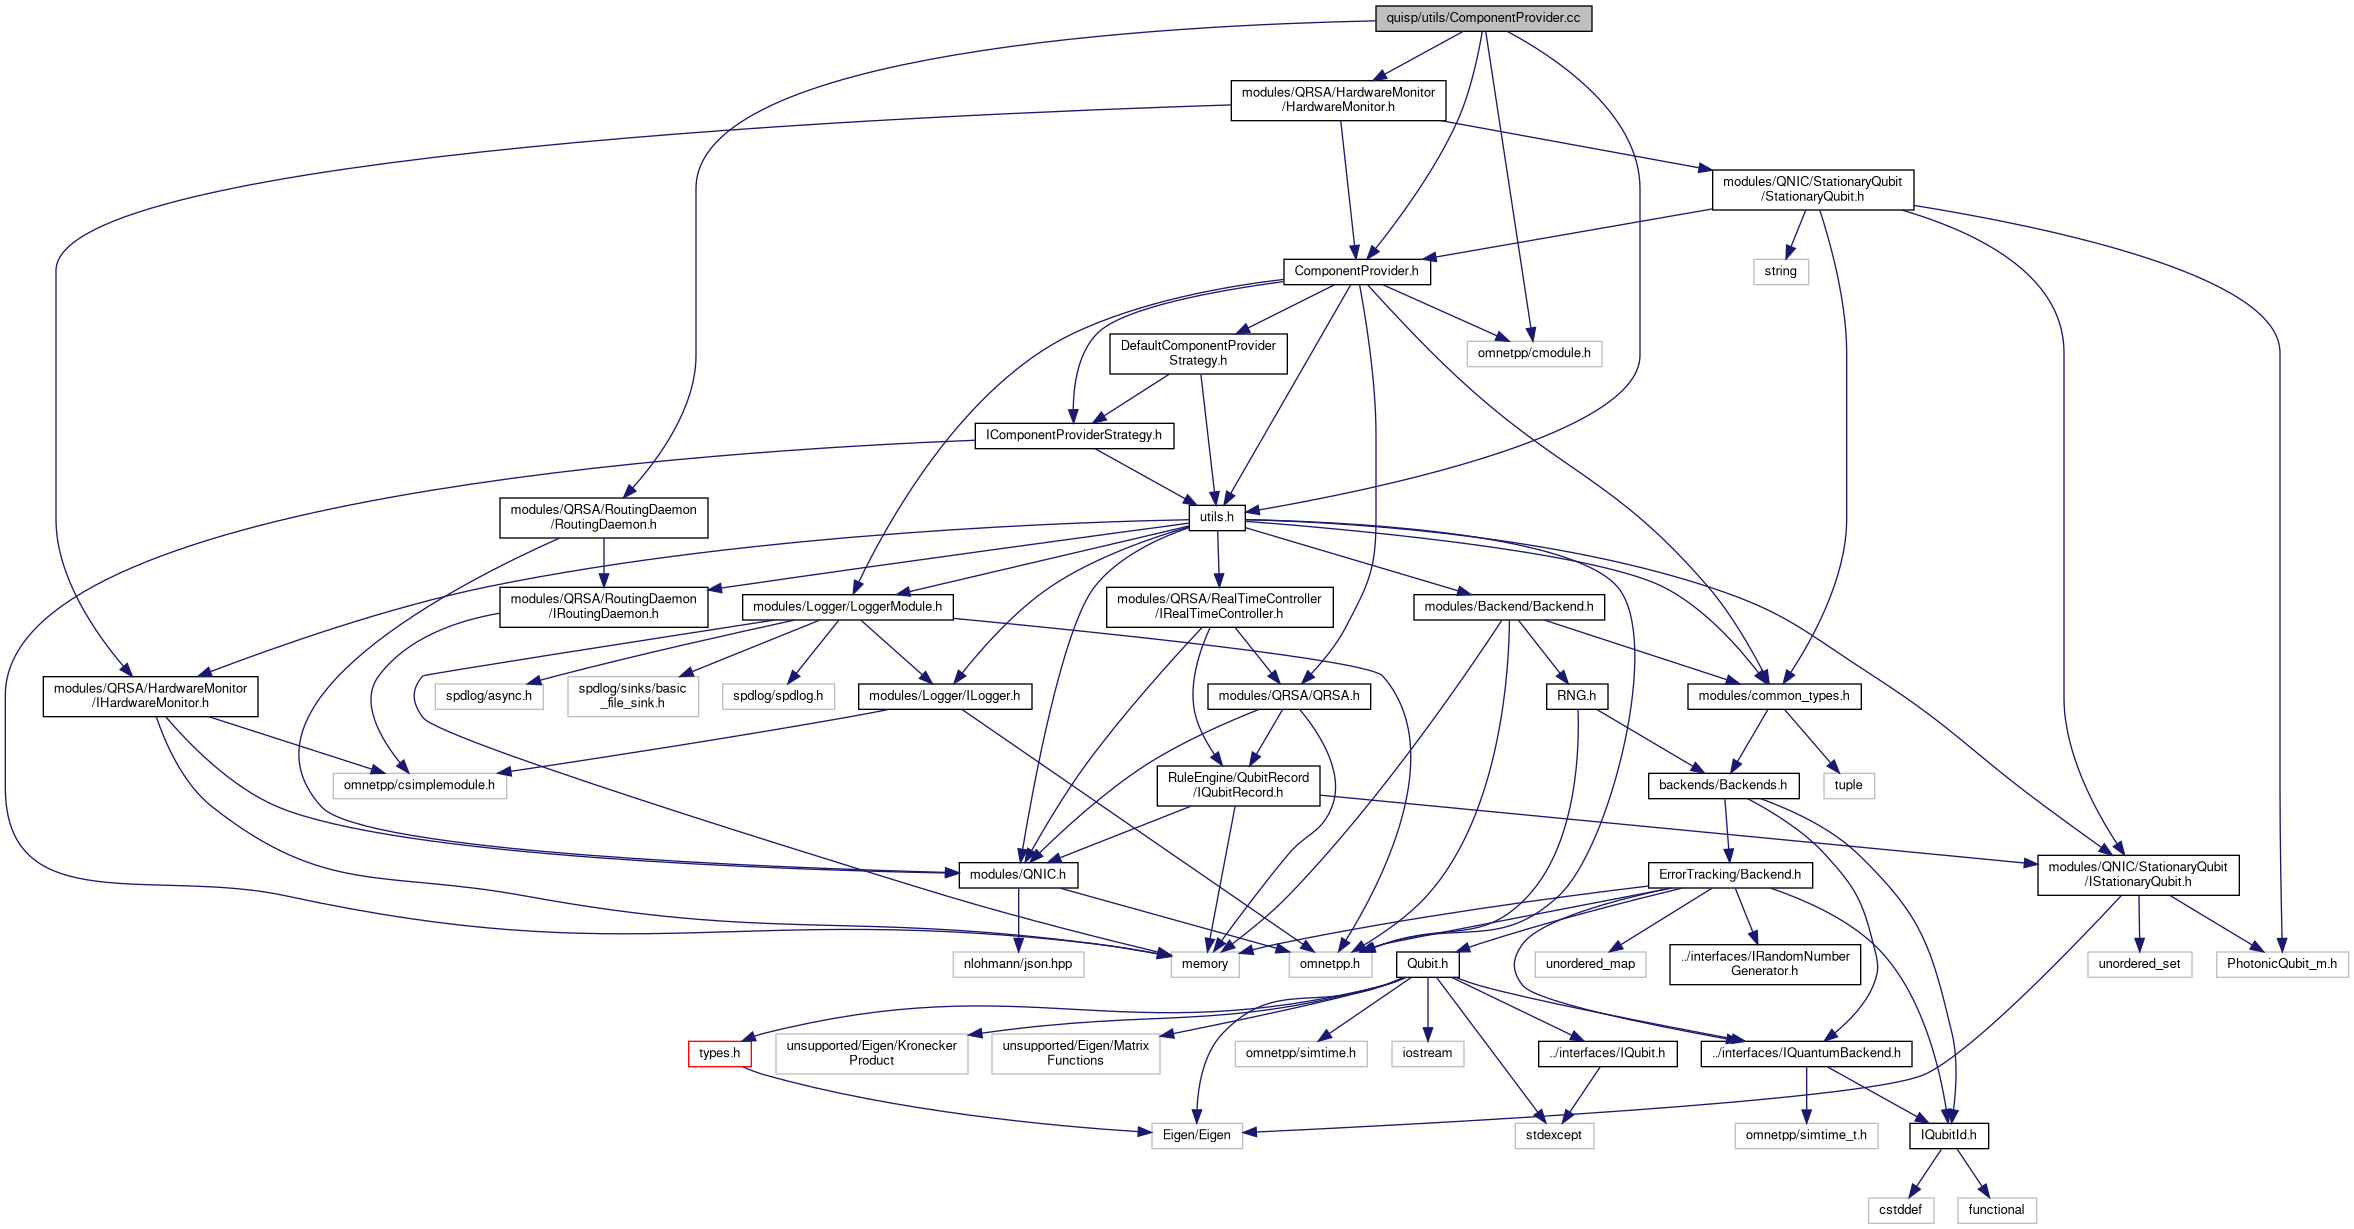 quisp/utils/ComponentProvider.cc
modules/QRSA/HardwareMonitor
/HardwareMonitor.h
modules/QNIC/StationaryQubit
/StationaryQubit.h
ComponentProvider.h
string
DefaultComponentProvider
Strategy.h
omnetpp/cmodule.h
IComponentProviderStrategy.h
modules/QRSA/RoutingDaemon
/RoutingDaemon.h
utils.h
modules/QRSA/RoutingDaemon
/IRoutingDaemon.h
modules/Logger/LoggerModule.h
modules/QRSA/RealTimeController
/IRealTimeController.h
modules/Backend/Backend.h
modules/QRSA/HardwareMonitor
/IHardwareMonitor.h
spdlog/async.h
spdlog/sinks/basic
_file_sink.h
spdlog/spdlog.h
modules/Logger/ILogger.h
modules/QRSA/QRSA.h
RNG.h
modules/common_types.h
omnetpp/csimplemodule.h
RuleEngine/QubitRecord
/IQubitRecord.h
backends/Backends.h
tuple
modules/QNIC.h
ErrorTracking/Backend.h
modules/QNIC/StationaryQubit
/IStationaryQubit.h
nlohmann/json.hpp
memory
omnetpp.h
Qubit.h
unordered_map
../interfaces/IRandomNumber
Generator.h
unordered_set
PhotonicQubit_m.h
types.h
unsupported/Eigen/Kronecker
Product
unsupported/Eigen/Matrix
Functions
omnetpp/simtime.h
iostream
../interfaces/IQubit.h
../interfaces/IQuantumBackend.h
Eigen/Eigen
stdexcept
omnetpp/simtime_t.h
IQubitId.h
cstddef
functional